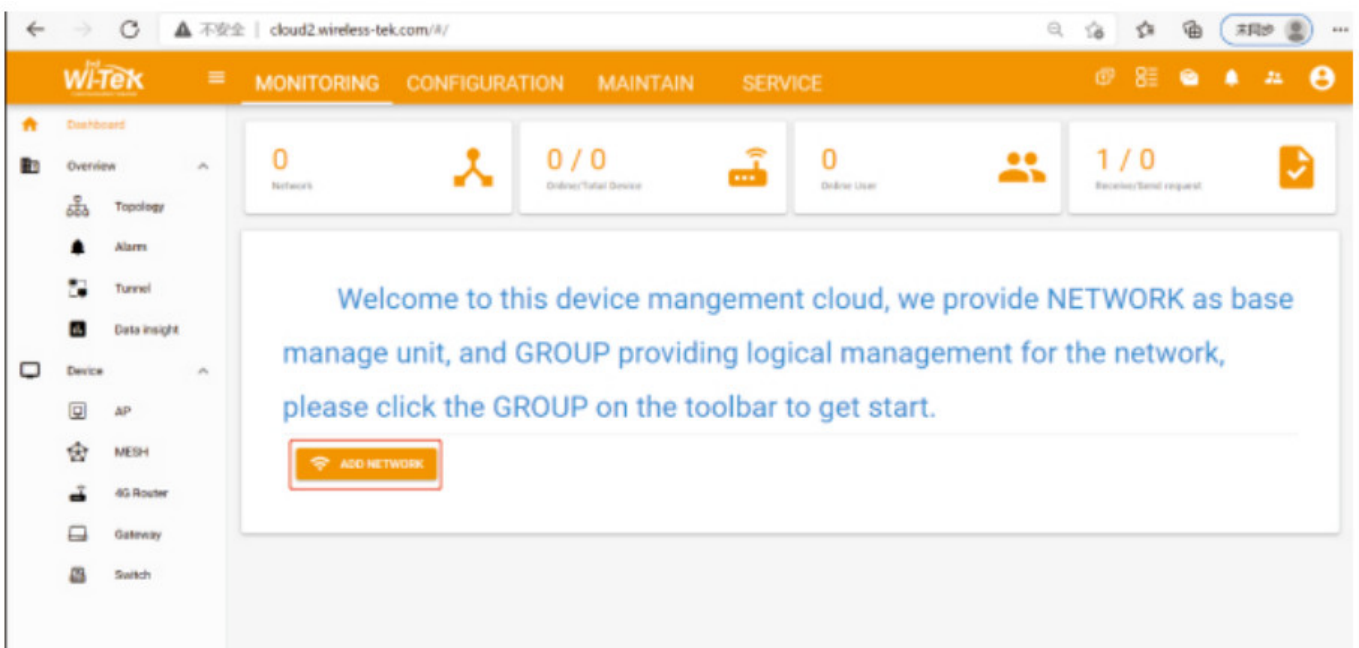 不安全 | cloud2.wireless-tek.com/#/
未同步
Wi-Tek
MONITORING CONFIGURATION MAINTAIN SERVICE
Dashboard
Overview
Topology
Alarm
Tunnel
Data insight
Device
AP
MESH
4G Router
Gateway
Switch
0
Network
0 / 0
Online/Total Device
0
Online User
1 / 0
Receive/Send request
Welcome to this device mangement cloud, we provide NETWORK as base
manage unit, and GROUP providing logical management for the network,
please click the GROUP on the toolbar to get start.
ADD NETWORK